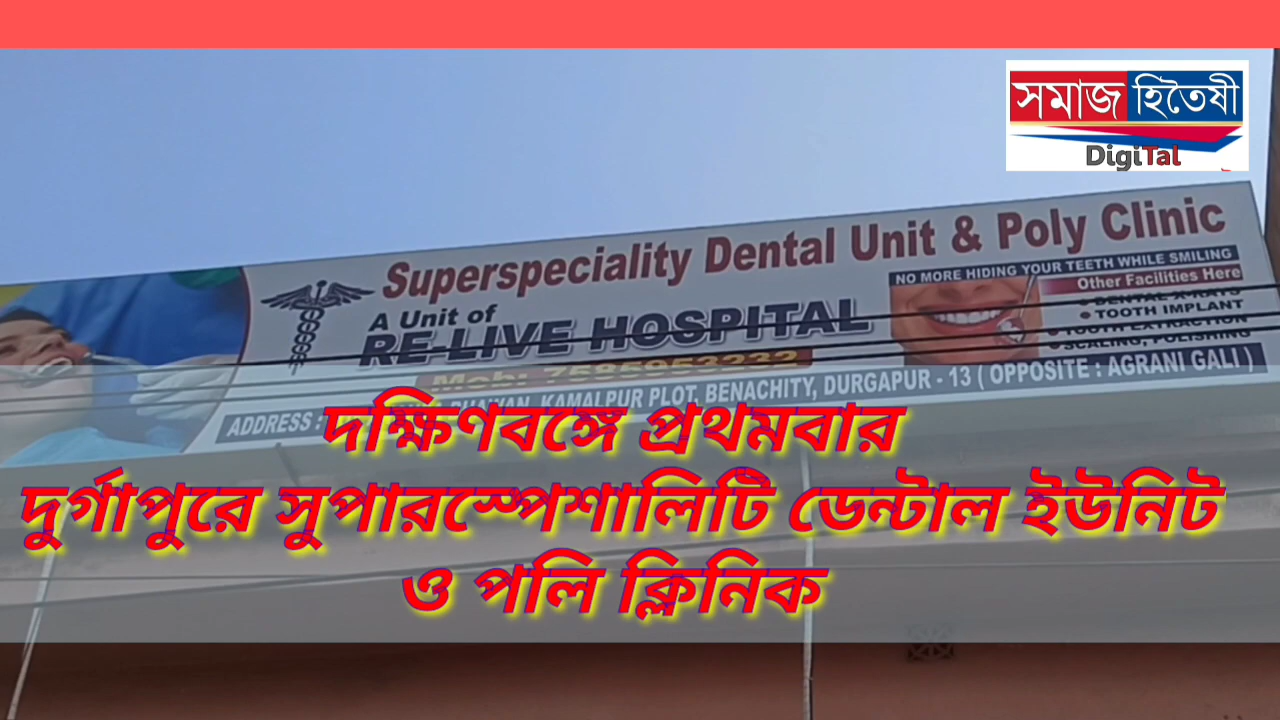 সমাজ হিতৈষী
DigiTal
Superspeciality Dental Unit & Poly Clinic
A Unit of
RE-LIVE HOSPITAL
Mob: 7585953232
NO MORE HIDING YOUR TEETH WHILE SMILING
Other Facilities Here
DENTAL X-RAYS
TOOTH IMPLANT
TOOTH EXTRACTION
SCALING, POLISHING
ADDRESS : KAMALPUR PLOT, BENACHITY, DURGAPUR - 13 ( OPPOSITE : AGRANI GALI )
দক্ষিণবঙ্গে প্রথমবার
দুর্গাপুরে সুপারস্পেশালিটি ডেন্টাল ইউনিট
ও পলি ক্লিনিক